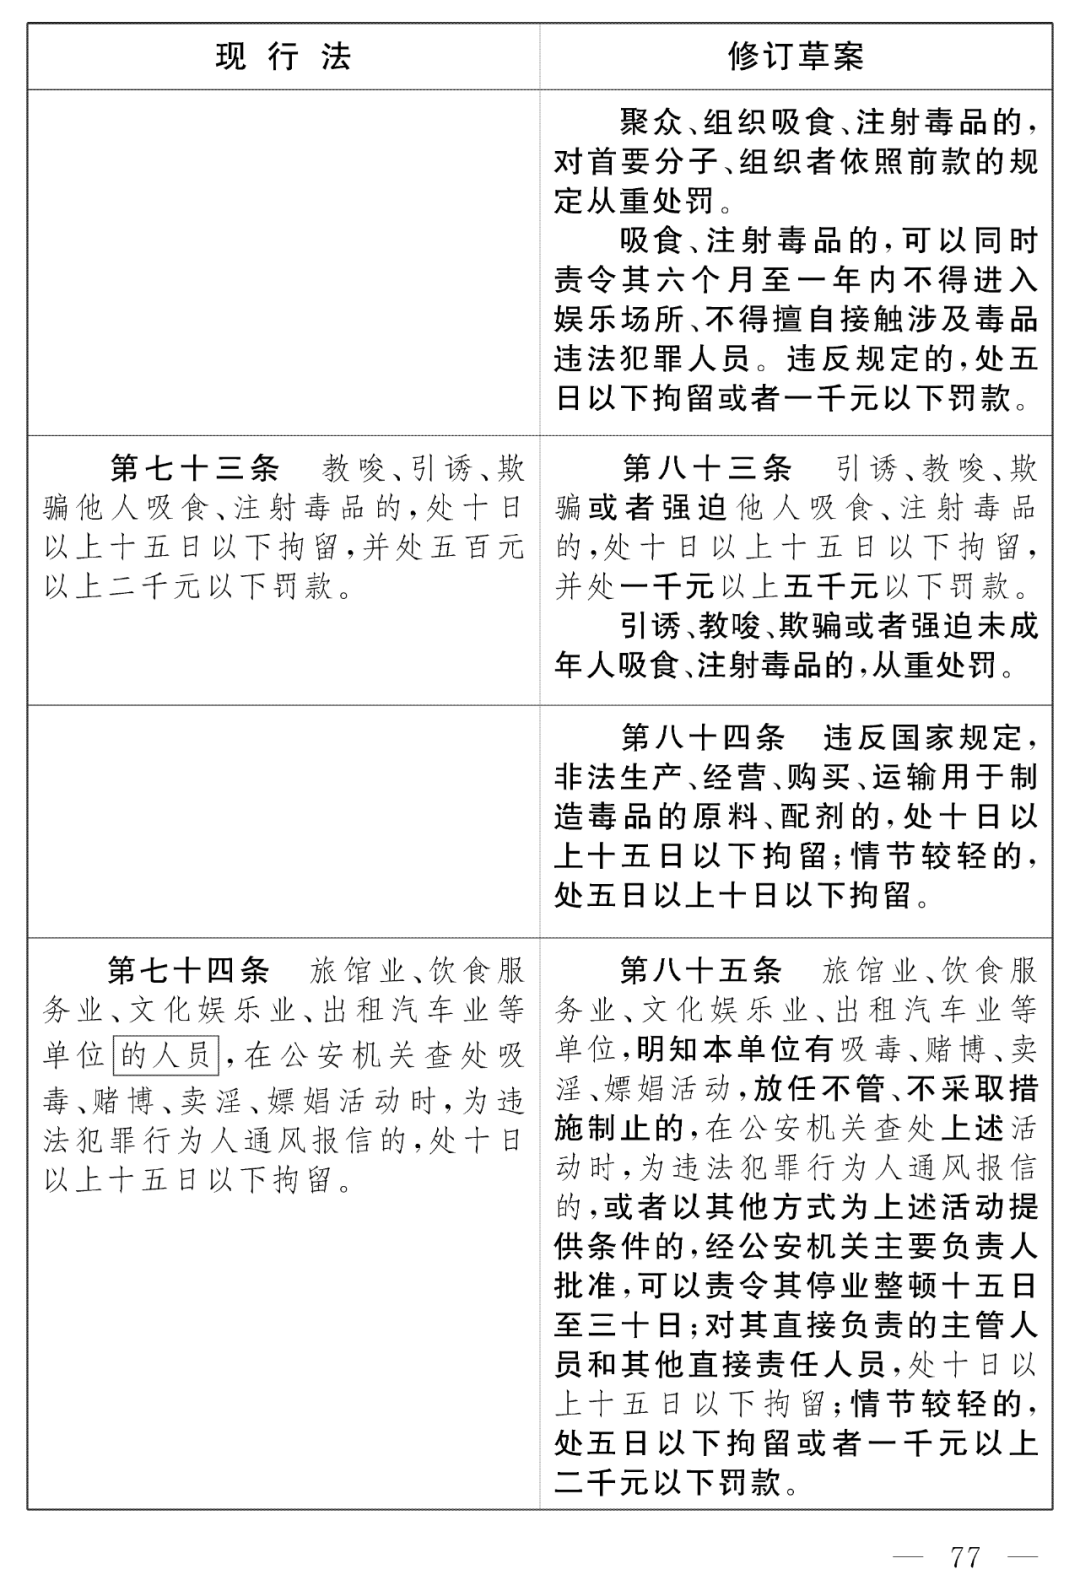 现行法
修订草案
聚众、组织吸食、注射毒品的，
对首要分子、组织者依照前款的规
定从重处罚。
吸食、注射毒品的，可以同时
责令其六个月至一年内不得进入
娱乐场所、不得擅自接触涉及毒品
违法犯罪人员。违反规定的，处五
日以下拘留或者一千元以下罚款。
第七十三条　教唆、引诱、欺
骗他人吸食、注射毒品的，处十日
以上十五日以下拘留，并处五百元
以上二千元以下罚款。
第八十三条　引诱、教唆、欺
骗或者强迫他人吸食、注射毒品
的，处十日以上十五日以下拘留，
并处一千元以上五千元以下罚款。
引诱、教唆、欺骗或者强迫未成
年人吸食、注射毒品的，从重处罚。
第八十四条　违反国家规定，
非法生产、经营、购买、运输用于制
造毒品的原料、配剂的，处十日以
上十五日以下拘留；情节较轻的，
处五日以上十日以下拘留。
第七十四条　旅馆业、饮食服
务业、文化娱乐业、出租汽车业等
单位的人员，在公安机关查处吸
毒、赌博、卖淫、嫖娼活动时，为违
法犯罪行为人通风报信的，处十日
以上十五日以下拘留。
第八十五条　旅馆业、饮食服
务业、文化娱乐业、出租汽车业等
单位，明知本单位有吸毒、赌博、卖
淫、嫖娼活动，放任不管、不采取措
施制止的，在公安机关查处上述活
动时，为违法犯罪行为人通风报信
的，或者以其他方式为上述活动提
供条件的，经公安机关主要负责人
批准，可以责令其停业整顿十五日
至三十日；对其直接负责的主管人
员和其他直接责任人员，处十日以
上十五日以下拘留；情节较轻的，
处五日以下拘留或者一千元以上
二千元以下罚款。
— 77 —